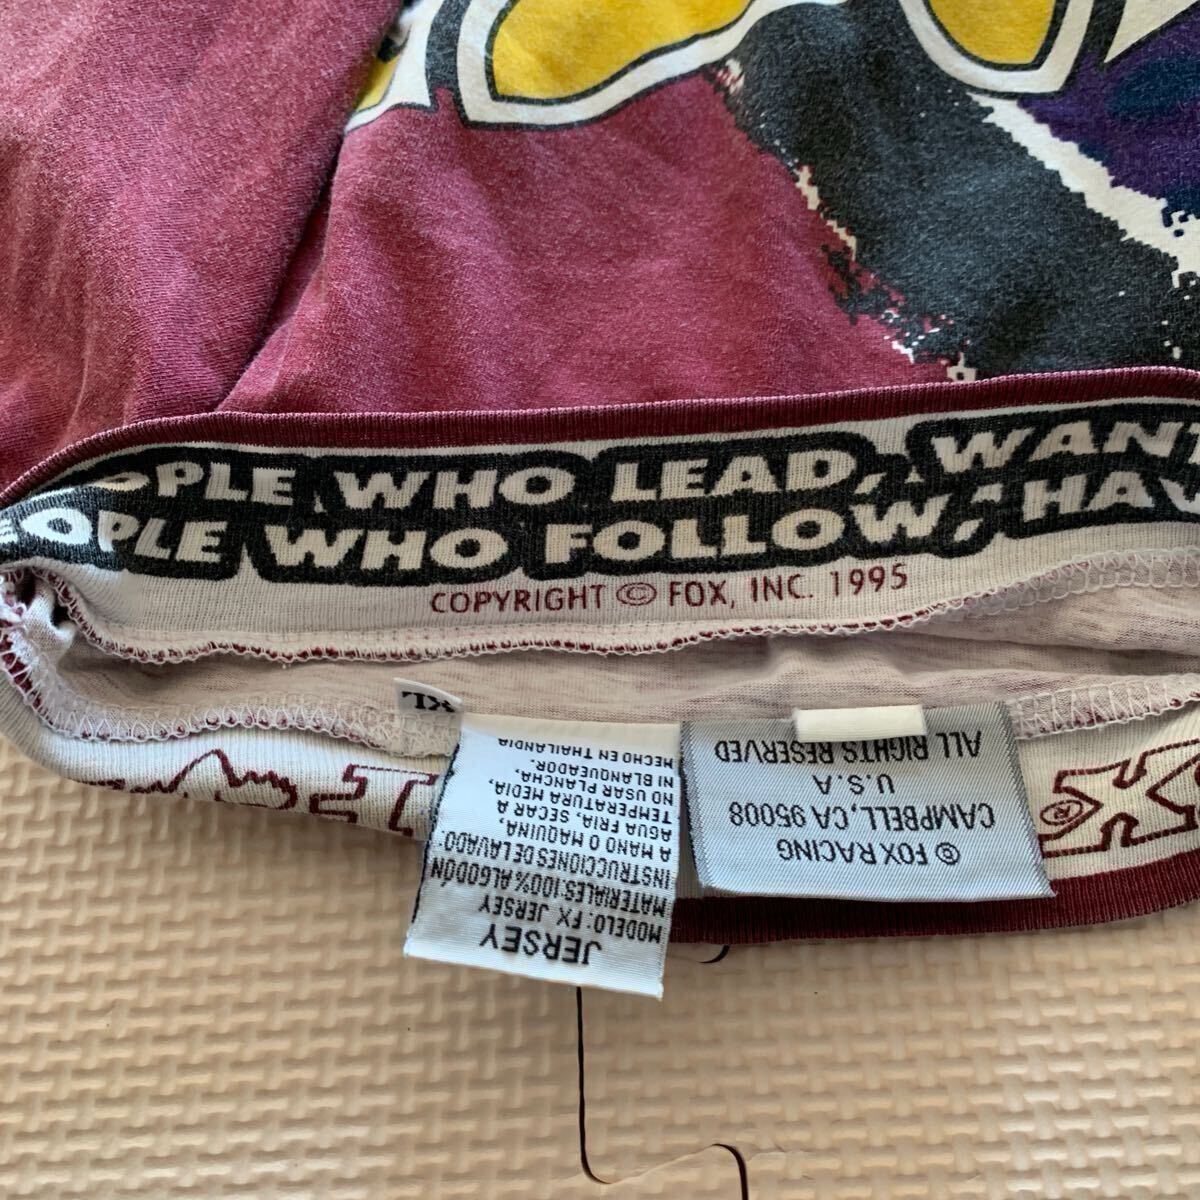 PEOPLE WHO LEAD, WANT
PEOPLE WHO FOLLOW, HAV
COPYRIGHT © FOX, INC. 1995
XL
JERSEY
MODELO: FX JERSEY
MATERIALES:100% ALGODÓN
INSTRUCCIONES DE LAVADO:
A MANO O MAQUINA,
AGUA FRIA, SECAR A
TEMPERATURA MEDIA,
NO USAR PLANCHA,
NI BLANQUEADOR.
HECHO EN THAILANDIA
© FOX RACING
CAMPBELL, CA 95008
U.S.A
ALL RIGHTS RESERVED